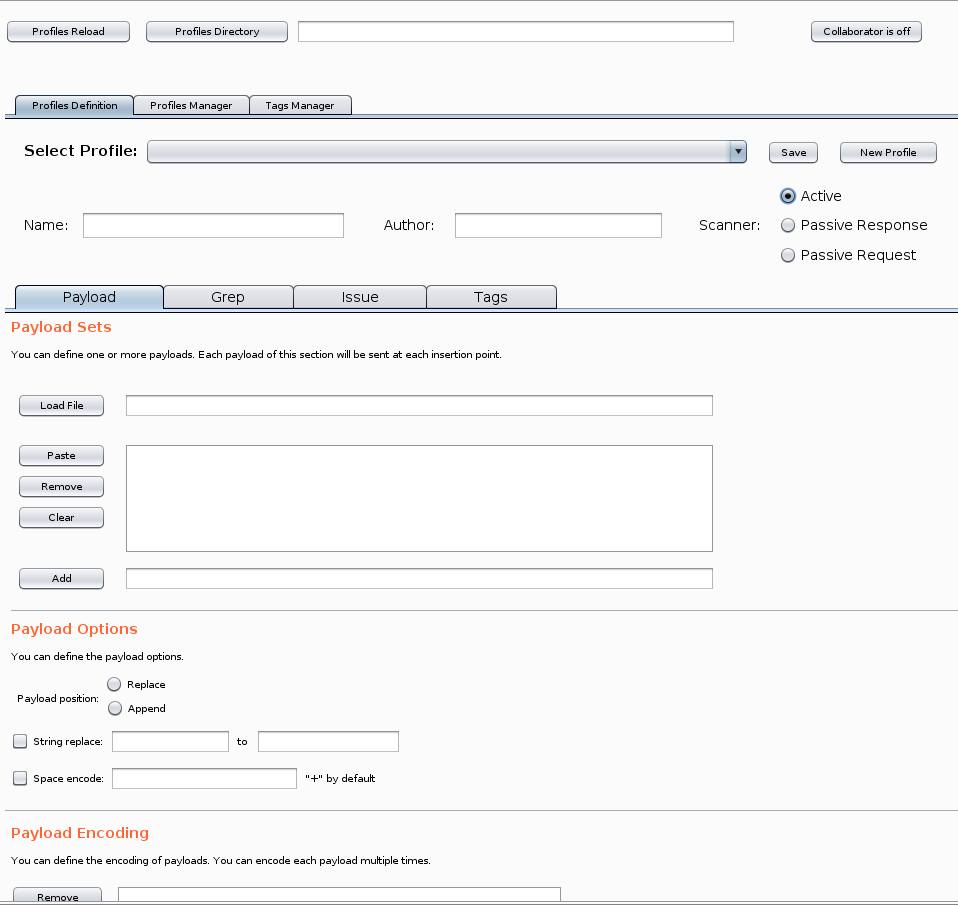 Profiles Reload Profiles Directory Collaborator is off
Profiles Definition Profiles Manager Tags Manager
Select Profile: Save New Profile
Active
Name: Author: Scanner: Passive Response
Passive Request
Payload Grep Issue Tags
Payload Sets
You can define one or more payloads. Each payload of this section will be sent at each insertion point.
Load File
Paste
Remove
Clear
Add
Payload Options
You can define the payload options.
Replace
Payload position:
Append
String replace: to
Space encode: "+" by default
Payload Encoding
You can define the encoding of payloads. You can encode each payload multiple times.
Remove